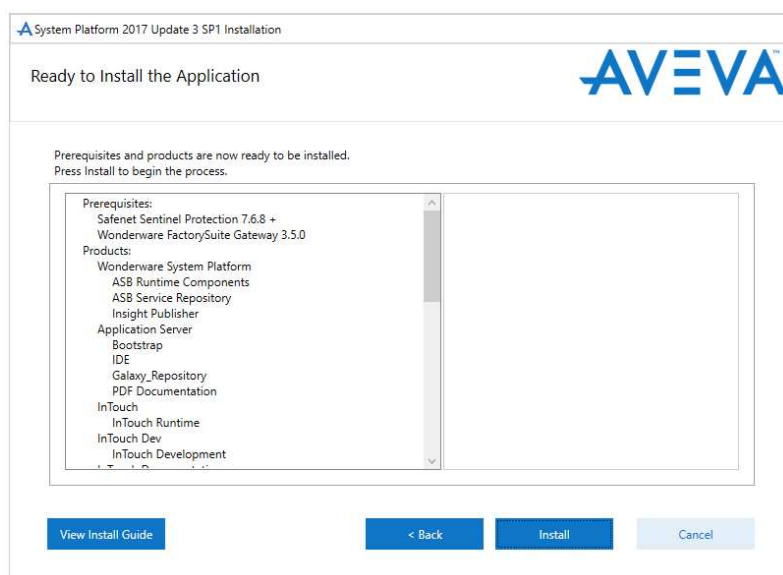 System Platform 2017 Update 3 SP1 Installation
Ready to Install the Application
AVEVA™
Prerequisites and products are now ready to be installed.
Press Install to begin the process.
Prerequisites:
Safenet Sentinel Protection 7.6.8 +
Wonderware FactorySuite Gateway 3.5.0
Products:
Wonderware System Platform
ASB Runtime Components
ASB Service Repository
Insight Publisher
Application Server
Bootstrap
IDE
Galaxy_Repository
PDF Documentation
InTouch
InTouch Runtime
InTouch Dev
InTouch Development
View Install Guide
< Back
Install
Cancel